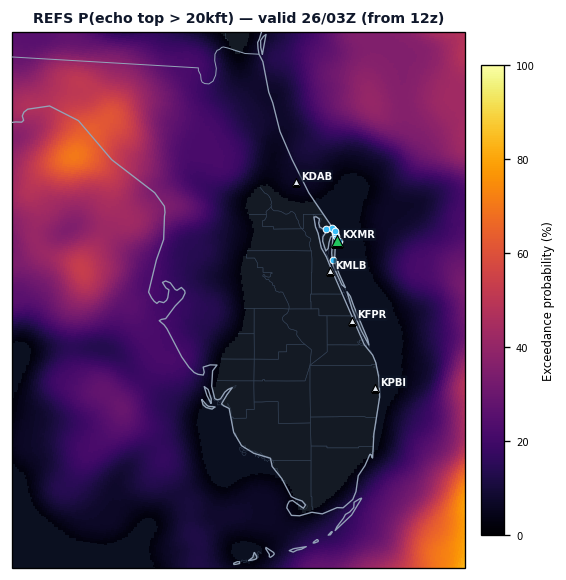 REFS P(echo top > 20kft) — valid 26/03Z (from 12z)
100
80
60
40
20
0
Exceedance probability (%)
KDAB
KXMR
KMLB
KFPR
KPBI